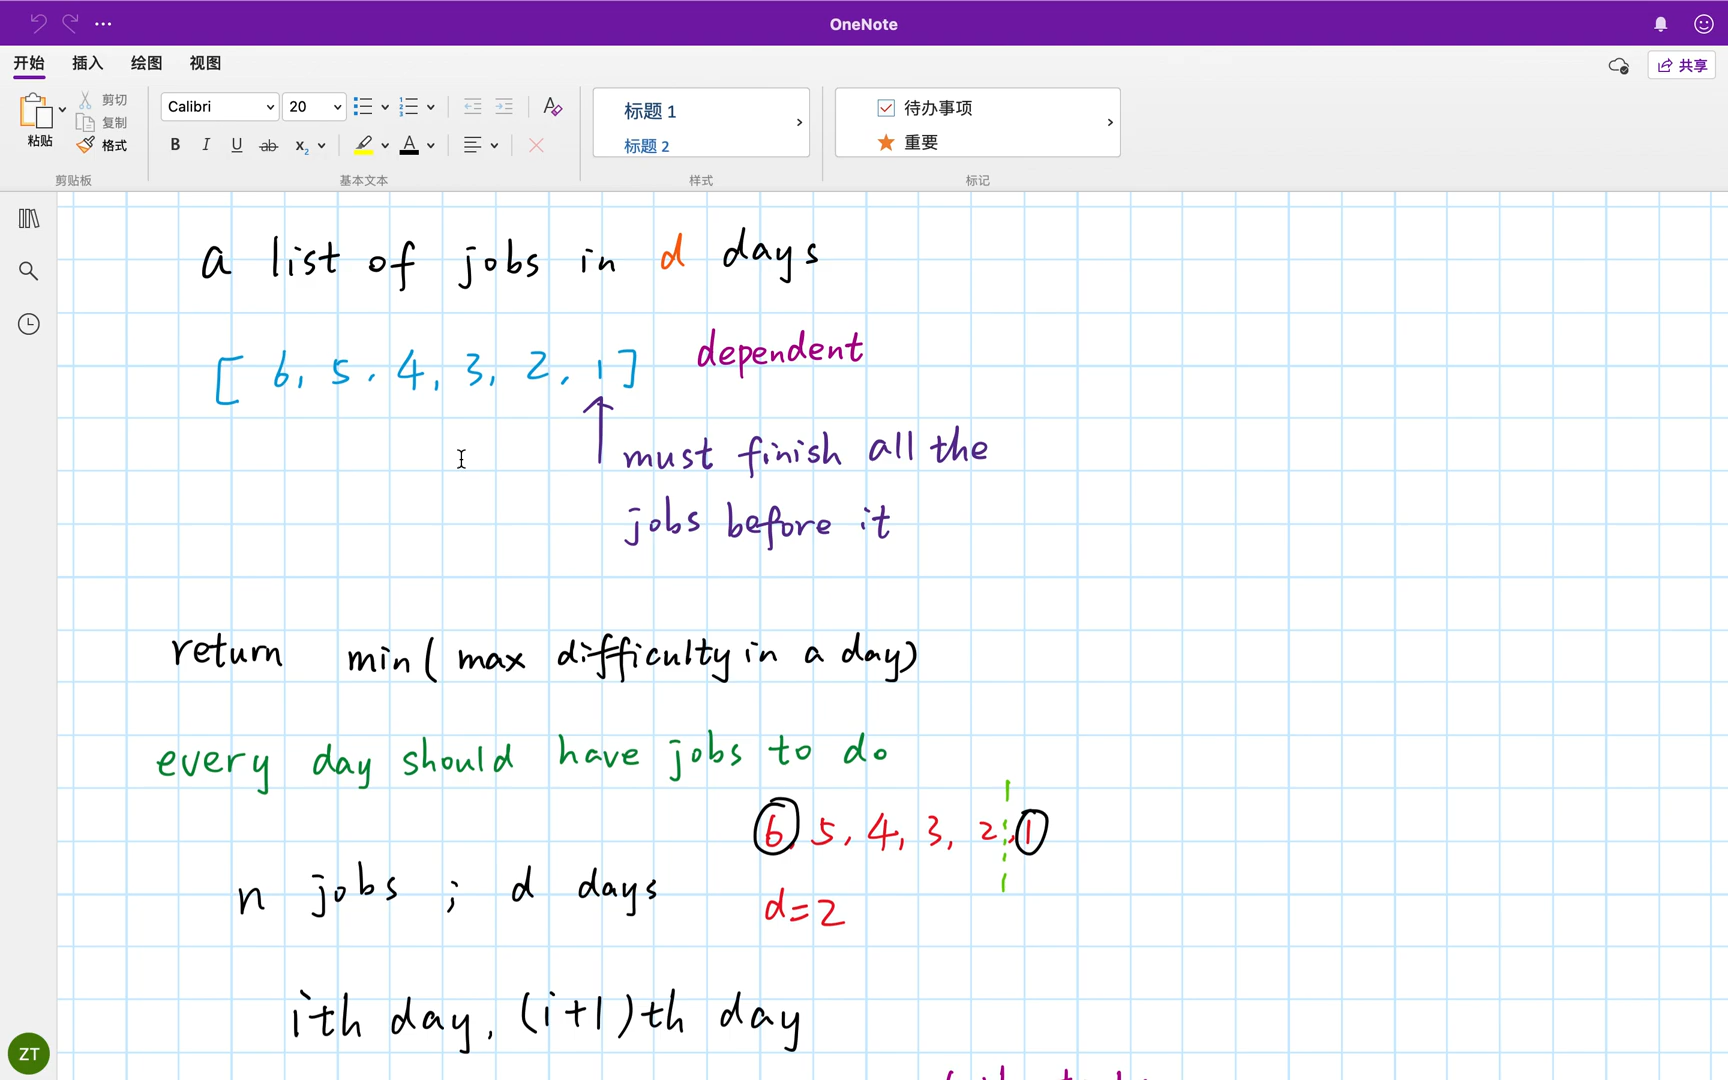 OneNote
开始 插入 绘图 视图
共享
粘贴
剪切
复制
格式
Calibri 20
B I U ab x₂ A
标题 1
标题 2
待办事项
重要
剪贴板 基本文本 样式 标记
a list of jobs in d days
[ 6, 5, 4, 3, 2, 1 ] dependent
must finish all the
jobs before it
return min( max difficulty in a day)
every day should have jobs to do
6, 5, 4, 3, 2, 1
n jobs ; d days
d=2
ith day, (i+1)th day
ZT